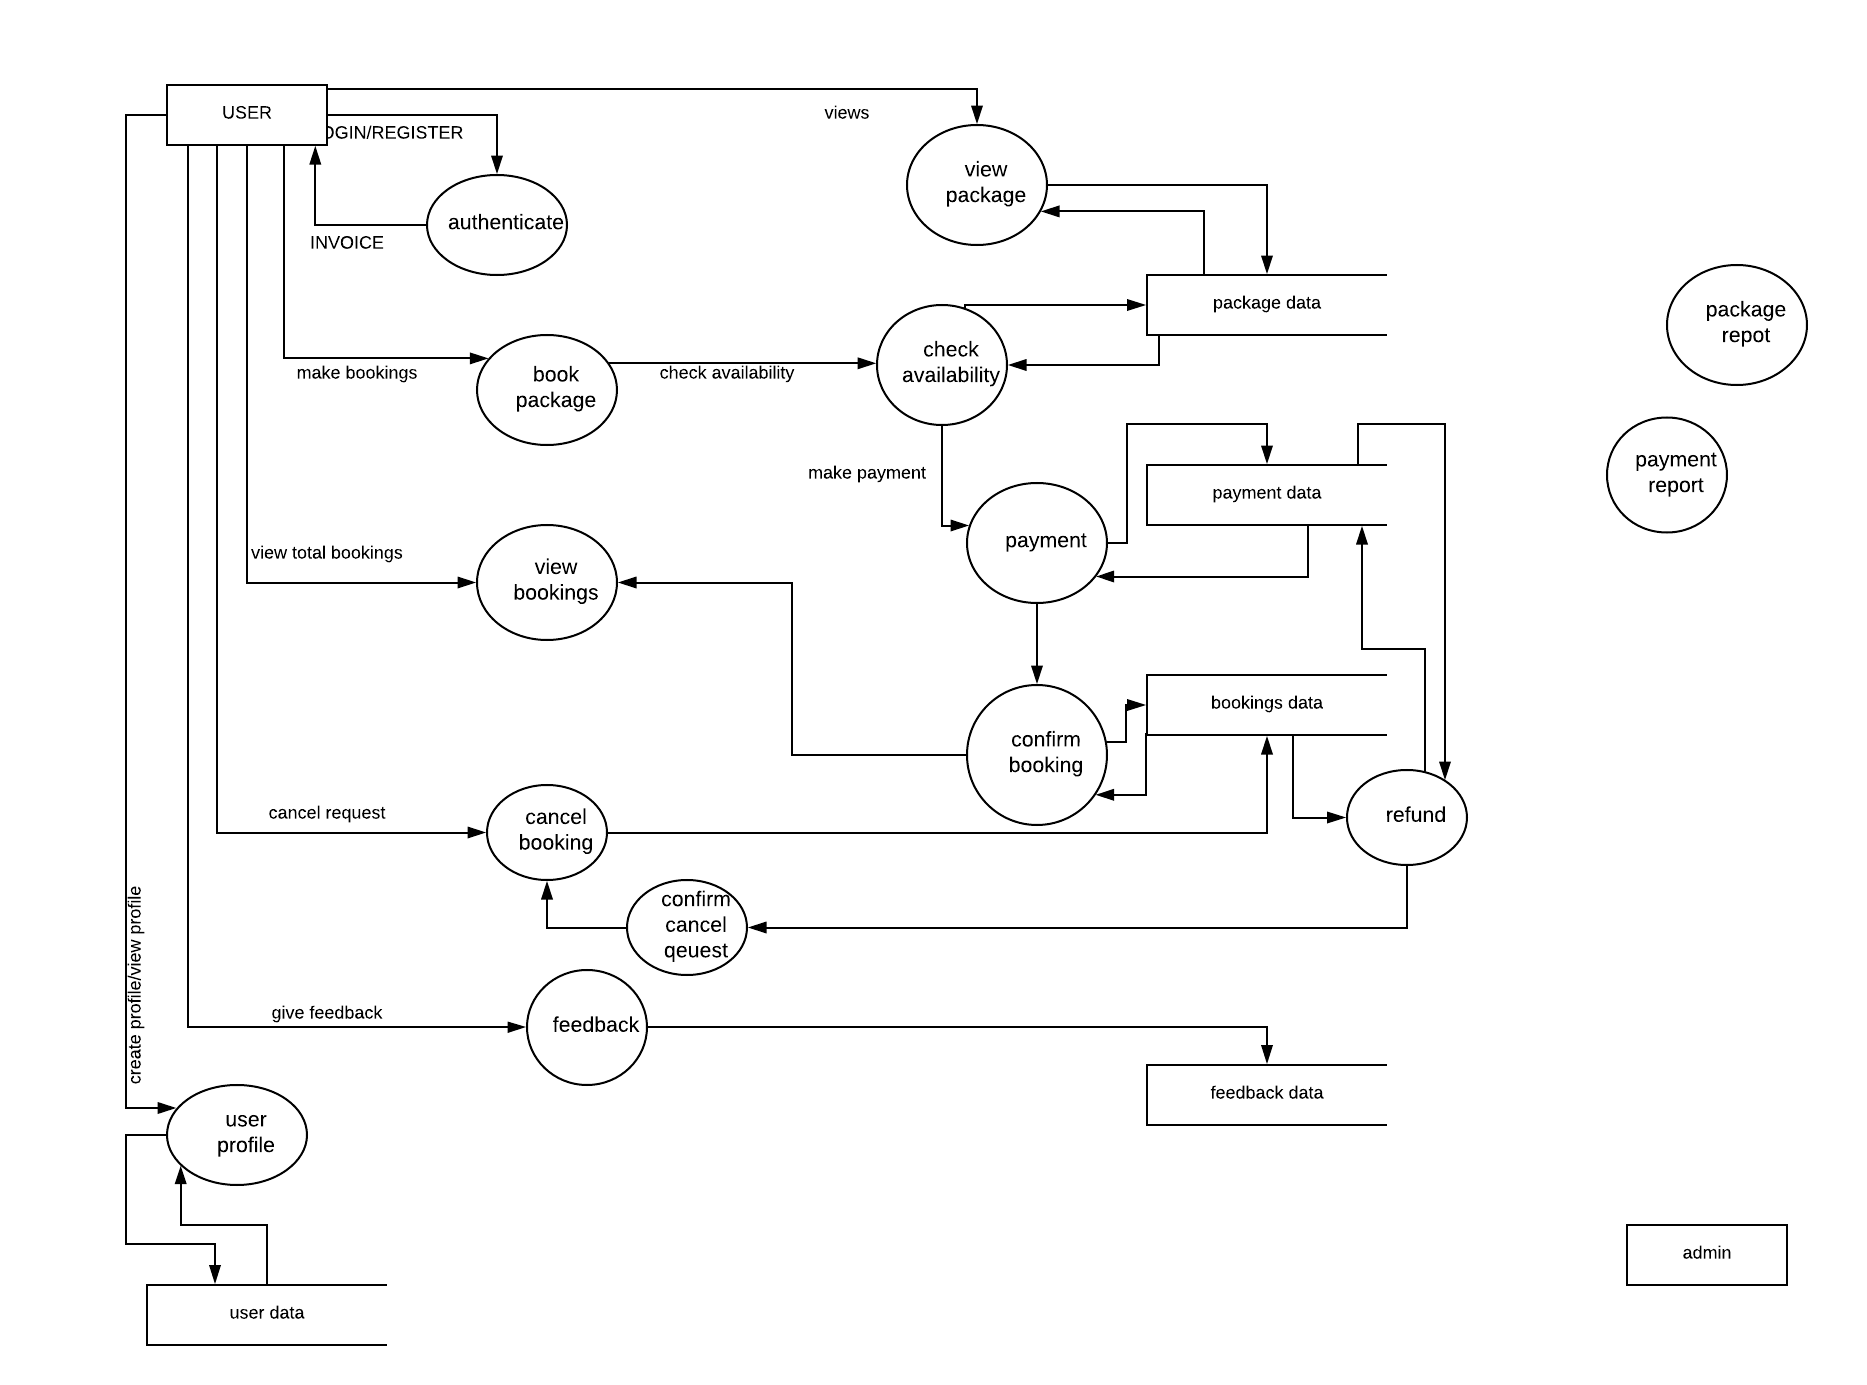 USER
views
OGIN/REGISTER
view
package
authenticate
INVOICE
package data
package
repot
check
availability
make bookings
book
package
check availability
payment
report
make payment
payment data
payment
view total bookings
view
bookings
bookings data
confirm
booking
cancel request
cancel
booking
refund
confirm
cancel
qeuest
create profile/view profile
give feedback
feedback
feedback data
user
profile
admin
user data